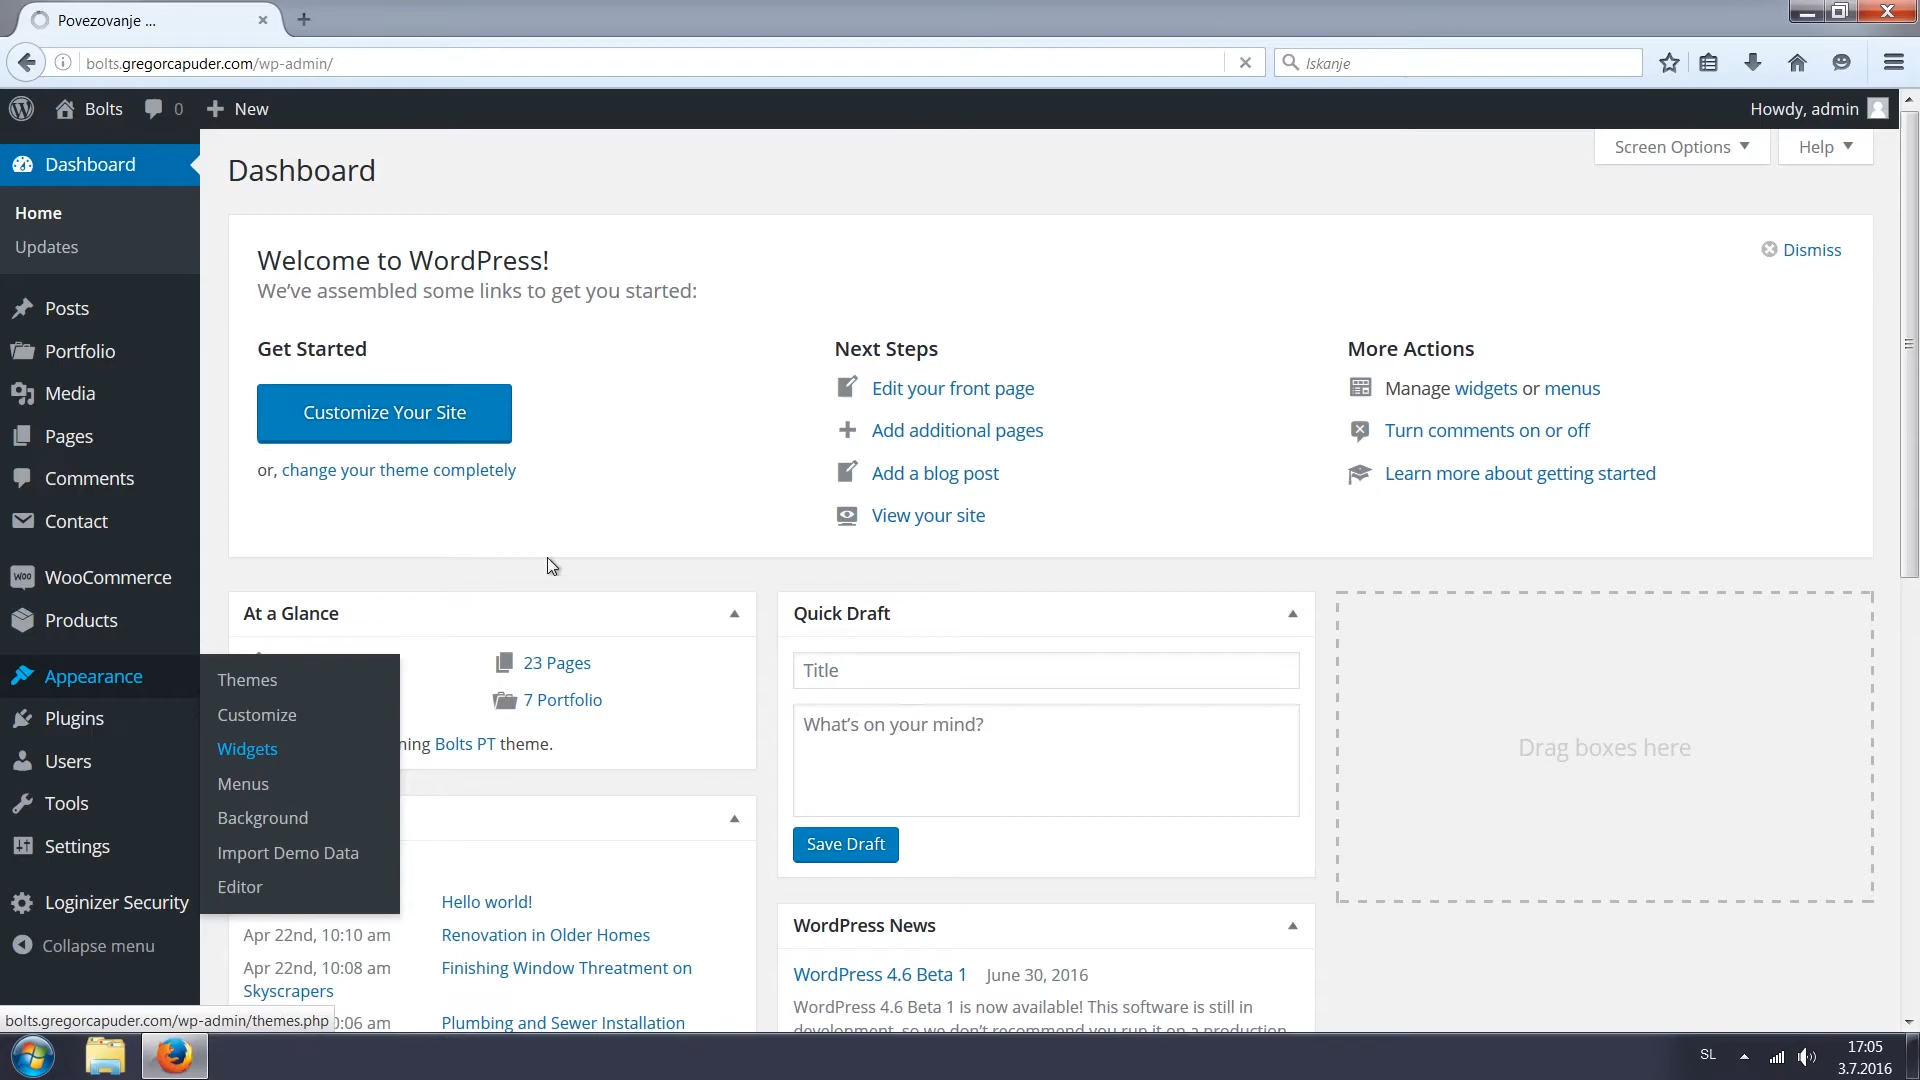 Povezovanje ...
bolts.gregorcapuder.com/wp-admin/
Iskanje
Bolts
0
New
Howdy, admin
Dashboard
Home
Updates
Posts
Portfolio
Media
Pages
Comments
Contact
WooCommerce
Products
Appearance
Plugins
Users
Tools
Settings
Loginizer Security
Collapse menu
Themes
Customize
Widgets
Menus
Background
Import Demo Data
Editor
Dashboard
Screen Options
Help
Welcome to WordPress!
We've assembled some links to get you started:
Dismiss
Get Started
Customize Your Site
or, change your theme completely
Next Steps
Edit your front page
Add additional pages
Add a blog post
View your site
More Actions
Manage widgets or menus
Turn comments on or off
Learn more about getting started
At a Glance
23 Pages
7 Portfolio
ning Bolts PT theme.
Hello world!
Apr 22nd, 10:10 am Renovation in Older Homes
Apr 22nd, 10:08 am Finishing Window Threatment on
Skyscrapers
0:06 am Plumbing and Sewer Installation
Quick Draft
Title
What's on your mind?
Save Draft
WordPress News
WordPress 4.6 Beta 1 June 30, 2016
WordPress 4.6 Beta 1 is now available! This software is still in
development, so we don't recommend you run it on a production
Drag boxes here
bolts.gregorcapuder.com/wp-admin/themes.php
SL
17:05
3.7.2016